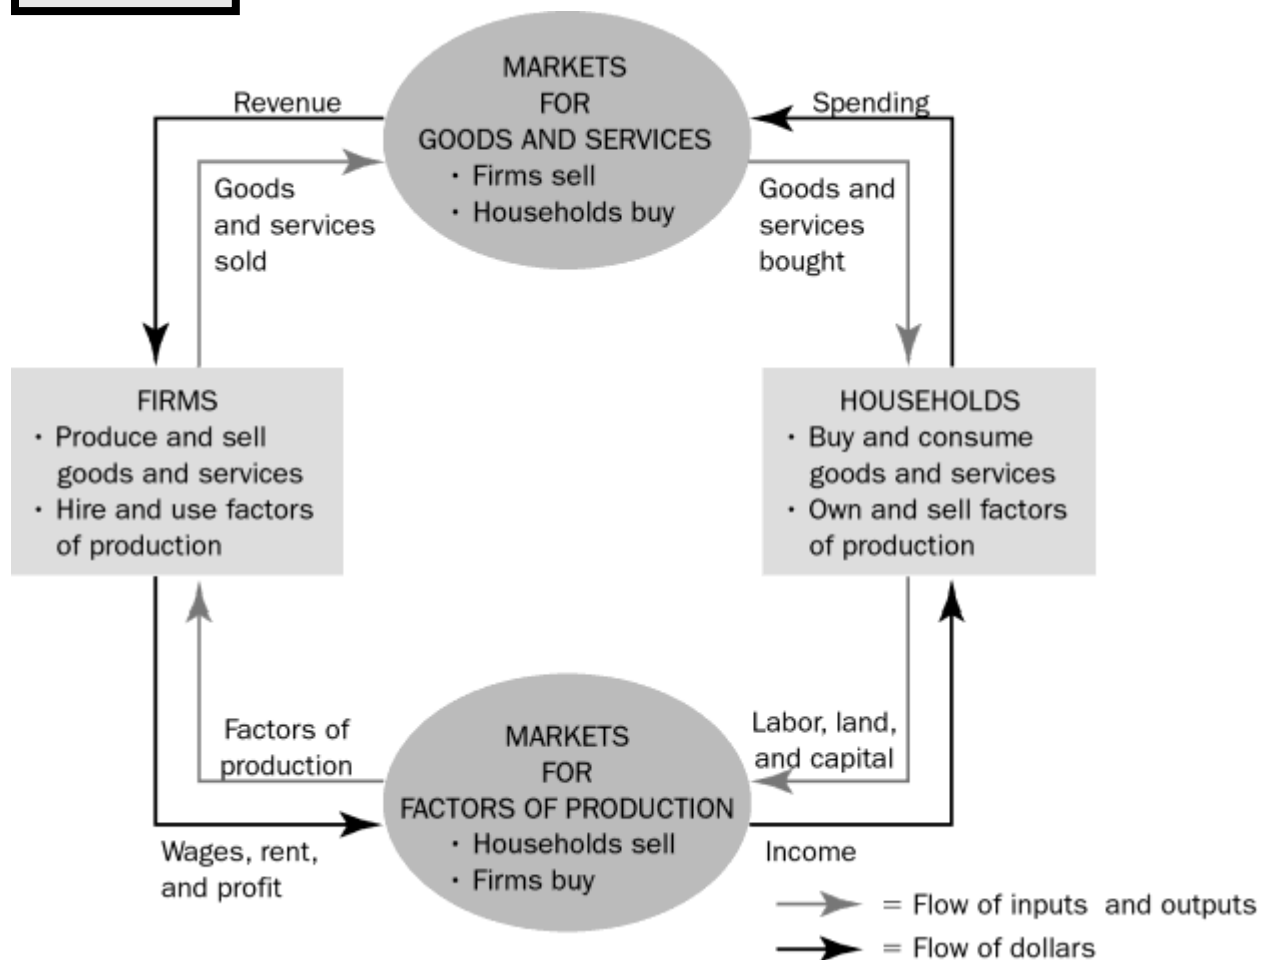 MARKETS
FOR
GOODS AND SERVICES
• Firms sell
• Households buy
Revenue
Spending
Goods
and services
sold
Goods and
services
bought
FIRMS
• Produce and sell
goods and services
• Hire and use factors
of production
HOUSEHOLDS
• Buy and consume
goods and services
• Own and sell factors
of production
Factors of
production
Labor, land,
and capital
MARKETS
FOR
FACTORS OF PRODUCTION
• Households sell
• Firms buy
Wages, rent,
and profit
Income
= Flow of inputs and outputs
= Flow of dollars